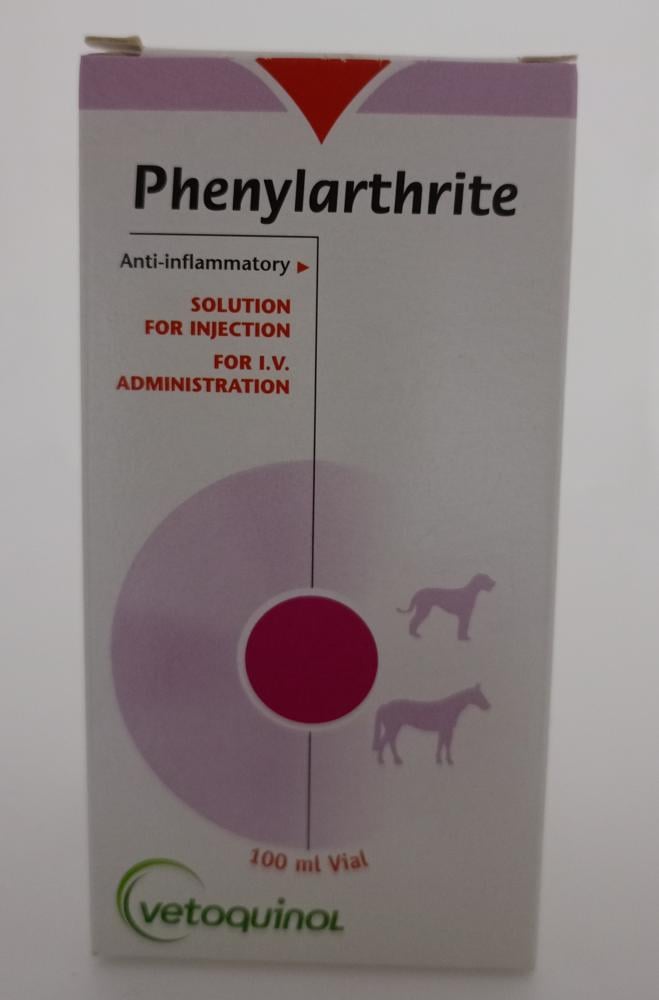 Phenylarthrite
Anti-inflammatory
SOLUTION
FOR INJECTION
FOR I.V.
ADMINISTRATION
100 ml Vial
vetoquinol